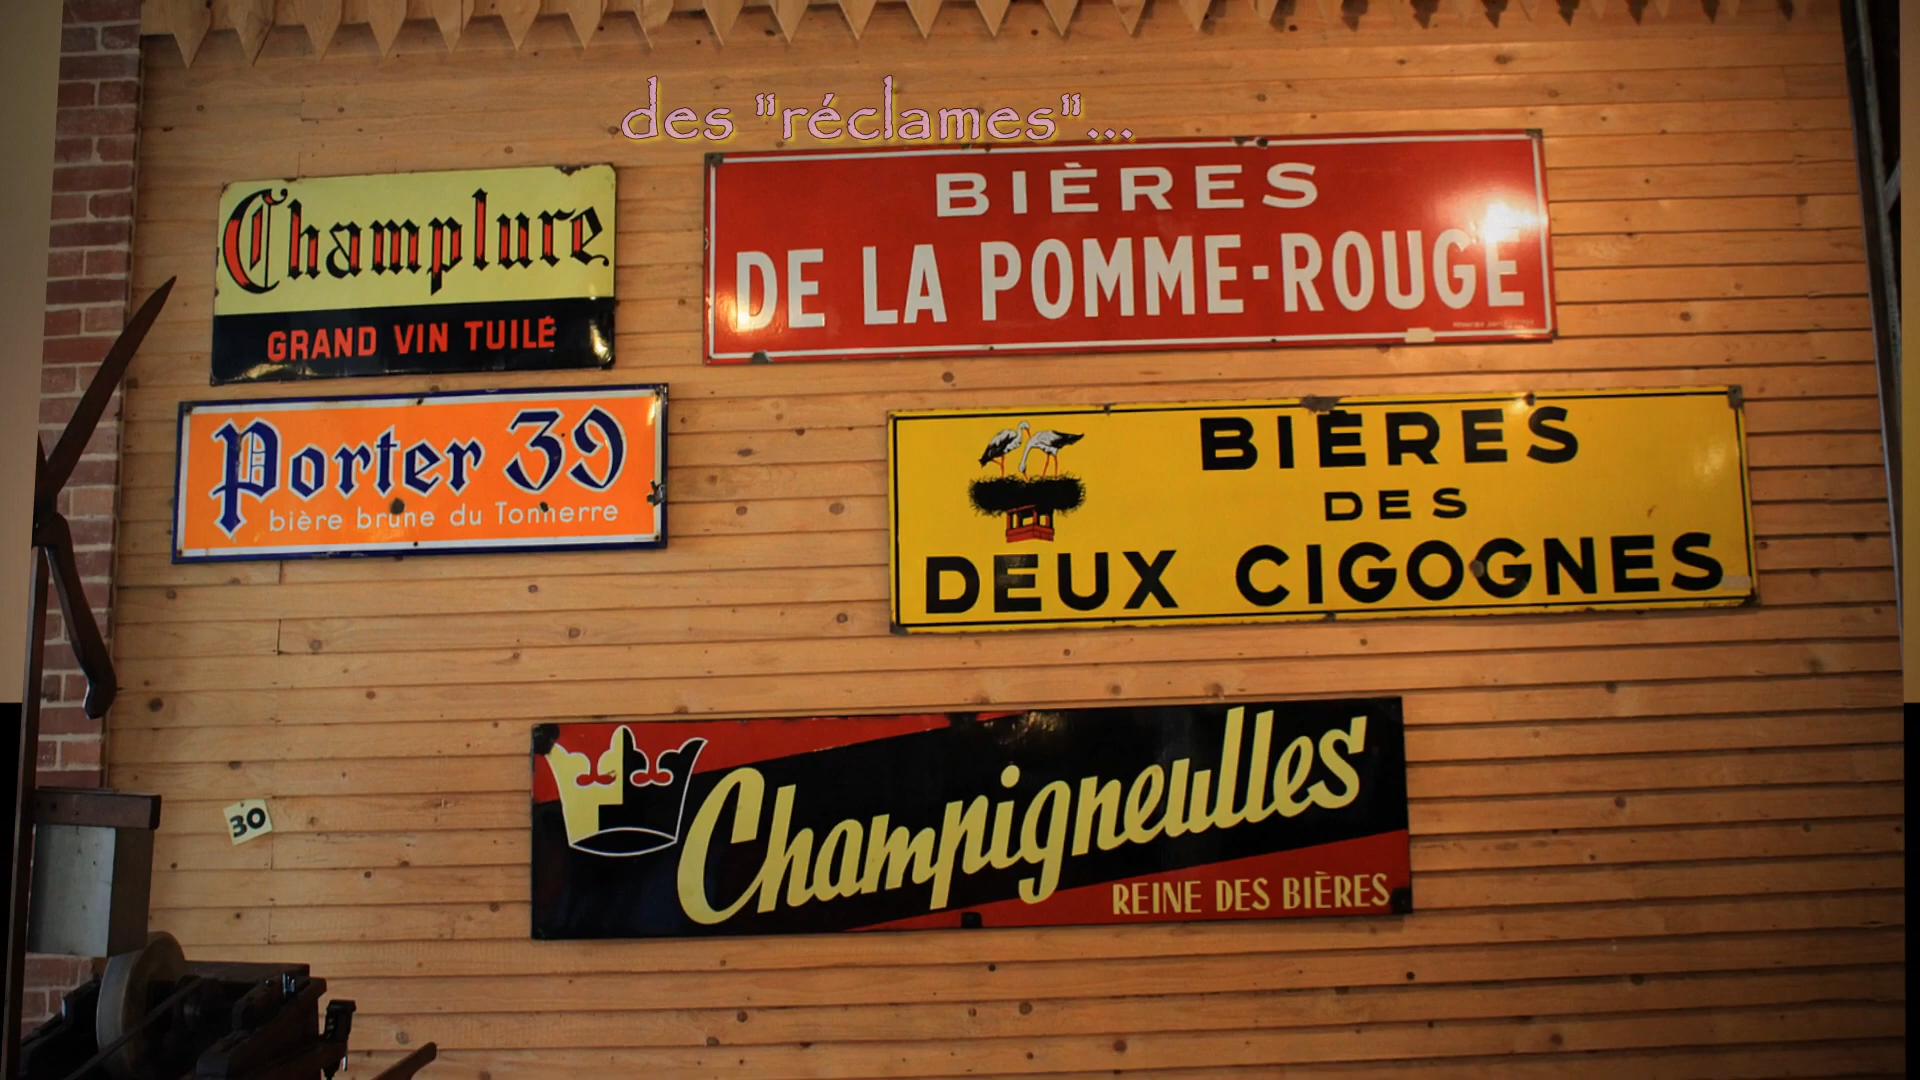 des "réclames"...
Champlure
GRAND VIN TUILÉ
BIÈRES
DE LA POMME-ROUGE
Porter 39
bière brune du Tonnerre
BIÈRES
DES
DEUX CIGOGNES
Champigneulles
REINE DES BIÈRES
30